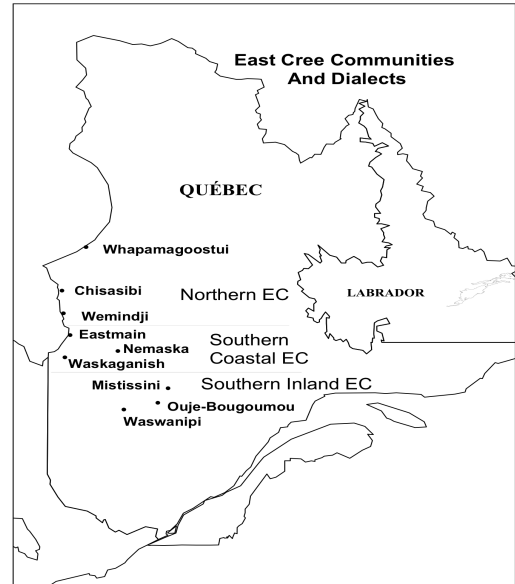 East Cree Communities
And Dialects
QUÉBEC
Whapamagoostui
Chisasibi
Northern EC
LABRADOR
Wemindji
Eastmain
Southern
Coastal EC
Nemaska
Waskaganish
Mistissini
Southern Inland EC
Ouje-Bougoumou
Waswanipi